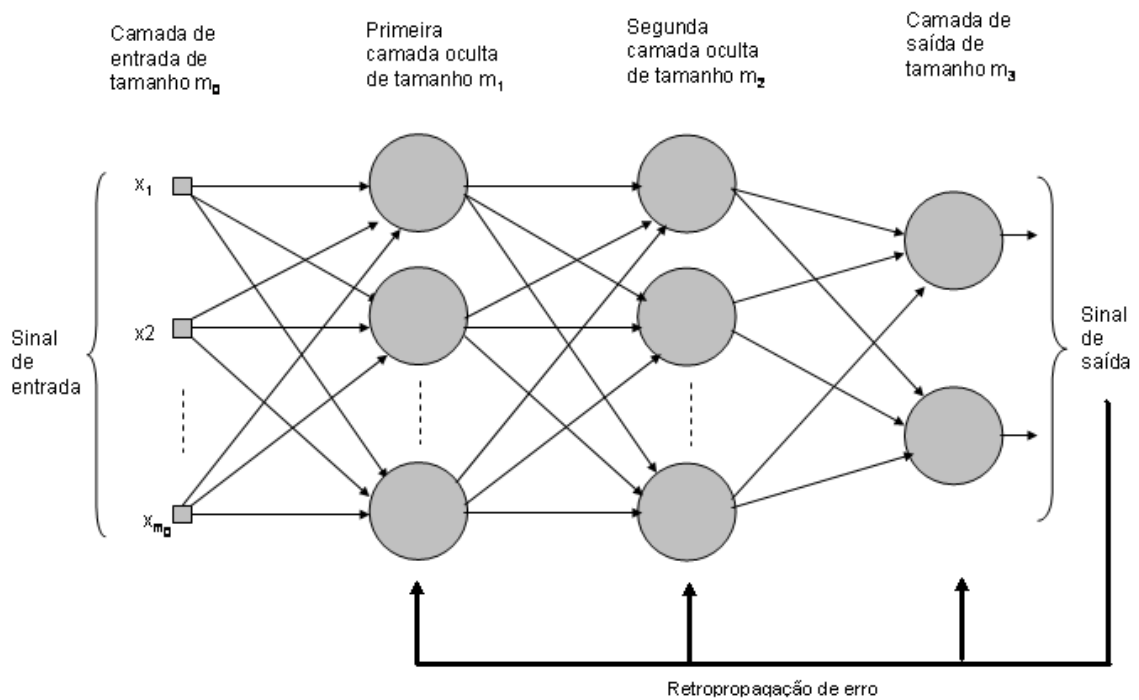 Camada de
entrada de
tamanho m₀
Primeira
camada oculta
de tamanho m₁
Segunda
camada oculta
de tamanho m₂
Camada de
saída de
tamanho m₃
x₁
x2
xₘ₀
Sinal
de
entrada
Sinal
de
saída
Retropropagação de erro